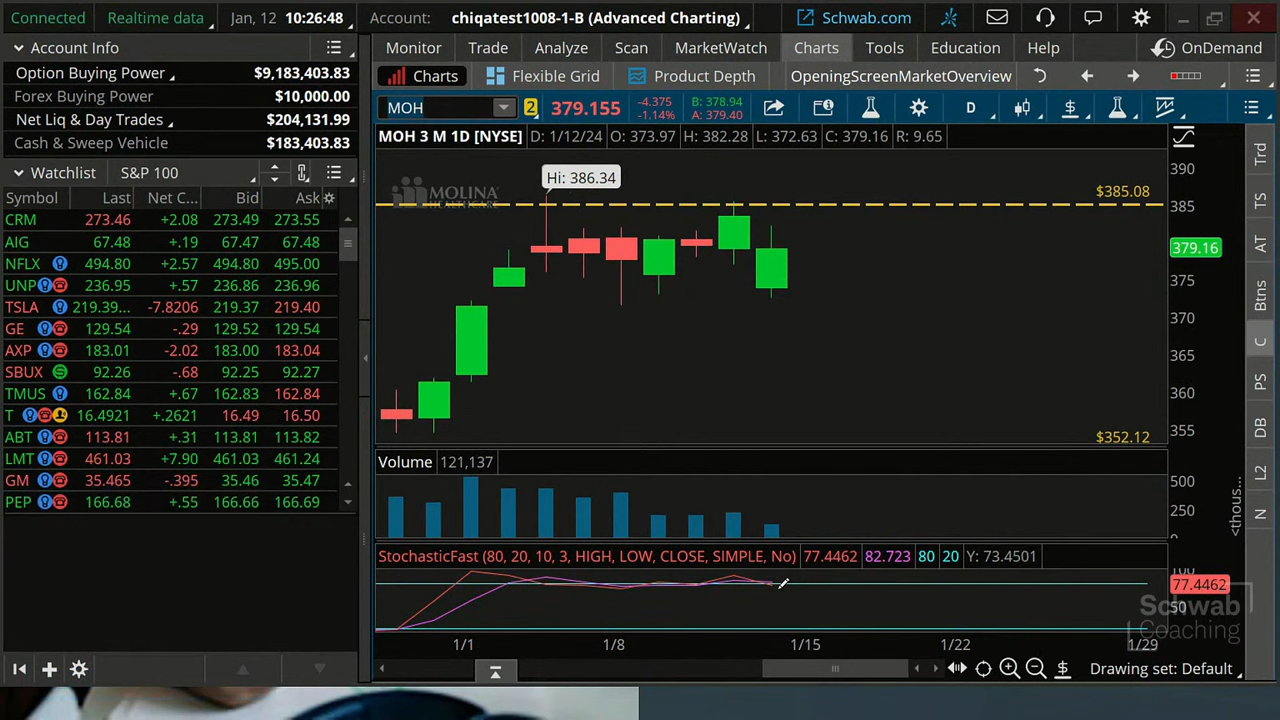 Connected Realtime data Jan, 12 10:26:48 Account: chiqatest1008-1-B (Advanced Charting) Schwab.com
Account Info
Option Buying Power $9,183,403.83
Forex Buying Power $10,000.00
Net Liq & Day Trades $204,131.99
Cash & Sweep Vehicle $183,403.83
Watchlist S&P 100
Symbol Last Net C... Bid Ask
CRM 273.46 +2.08 273.49 273.55
AIG 67.48 +.19 67.47 67.48
NFLX 494.80 +2.57 494.80 495.00
UNP 236.95 +.57 236.86 236.96
TSLA 219.39... -7.8206 219.37 219.40
GE 129.54 -.29 129.52 129.54
AXP 183.01 -2.02 183.00 183.04
SBUX 92.26 -.68 92.25 92.27
TMUS 162.84 +.67 162.83 162.84
T 16.4921 +.2621 16.49 16.50
ABT 113.81 +.31 113.81 113.82
LMT 461.03 +7.90 461.03 461.24
GM 35.465 -.395 35.46 35.47
PEP 166.68 +.55 166.66 166.69
Monitor Trade Analyze Scan MarketWatch Charts Tools Education Help OnDemand
Charts Flexible Grid Product Depth OpeningScreenMarketOverview
MOH 2 379.155 -4.375 -1.14% B: 378.94 A: 379.40 D
MOH 3 M 1D [NYSE] D: 1/12/24 O: 373.97 H: 382.28 L: 372.63 C: 379.16 R: 9.65
Hi: 386.34
MOLINA
HEALTHCARE
$385.08
390
385
379.16
375
370
365
360
355
$352.12
Volume 121,137
500
250
<thous...
StochasticFast (80, 20, 10, 3, HIGH, LOW, CLOSE, SIMPLE, No) 77.4462 82.723 80 20 Y: 73.4501
100
77.4462
50
Schwab
Coaching
1/1 1/8 1/15 1/22 1/29
Drawing set: Default
Trd
TS
AT
Btns
C
PS
DB
L2
N